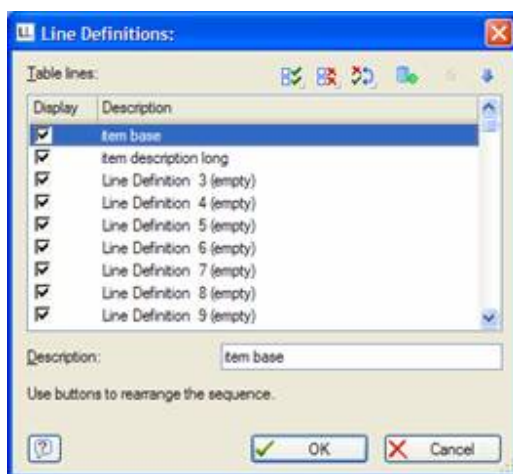 LL Line Definitions:
Table lines:
Display Description
item base
item description long
Line Definition 3 (empty)
Line Definition 4 (empty)
Line Definition 5 (empty)
Line Definition 6 (empty)
Line Definition 7 (empty)
Line Definition 8 (empty)
Line Definition 9 (empty)
Description: item base
Use buttons to rearrange the sequence.
OK Cancel